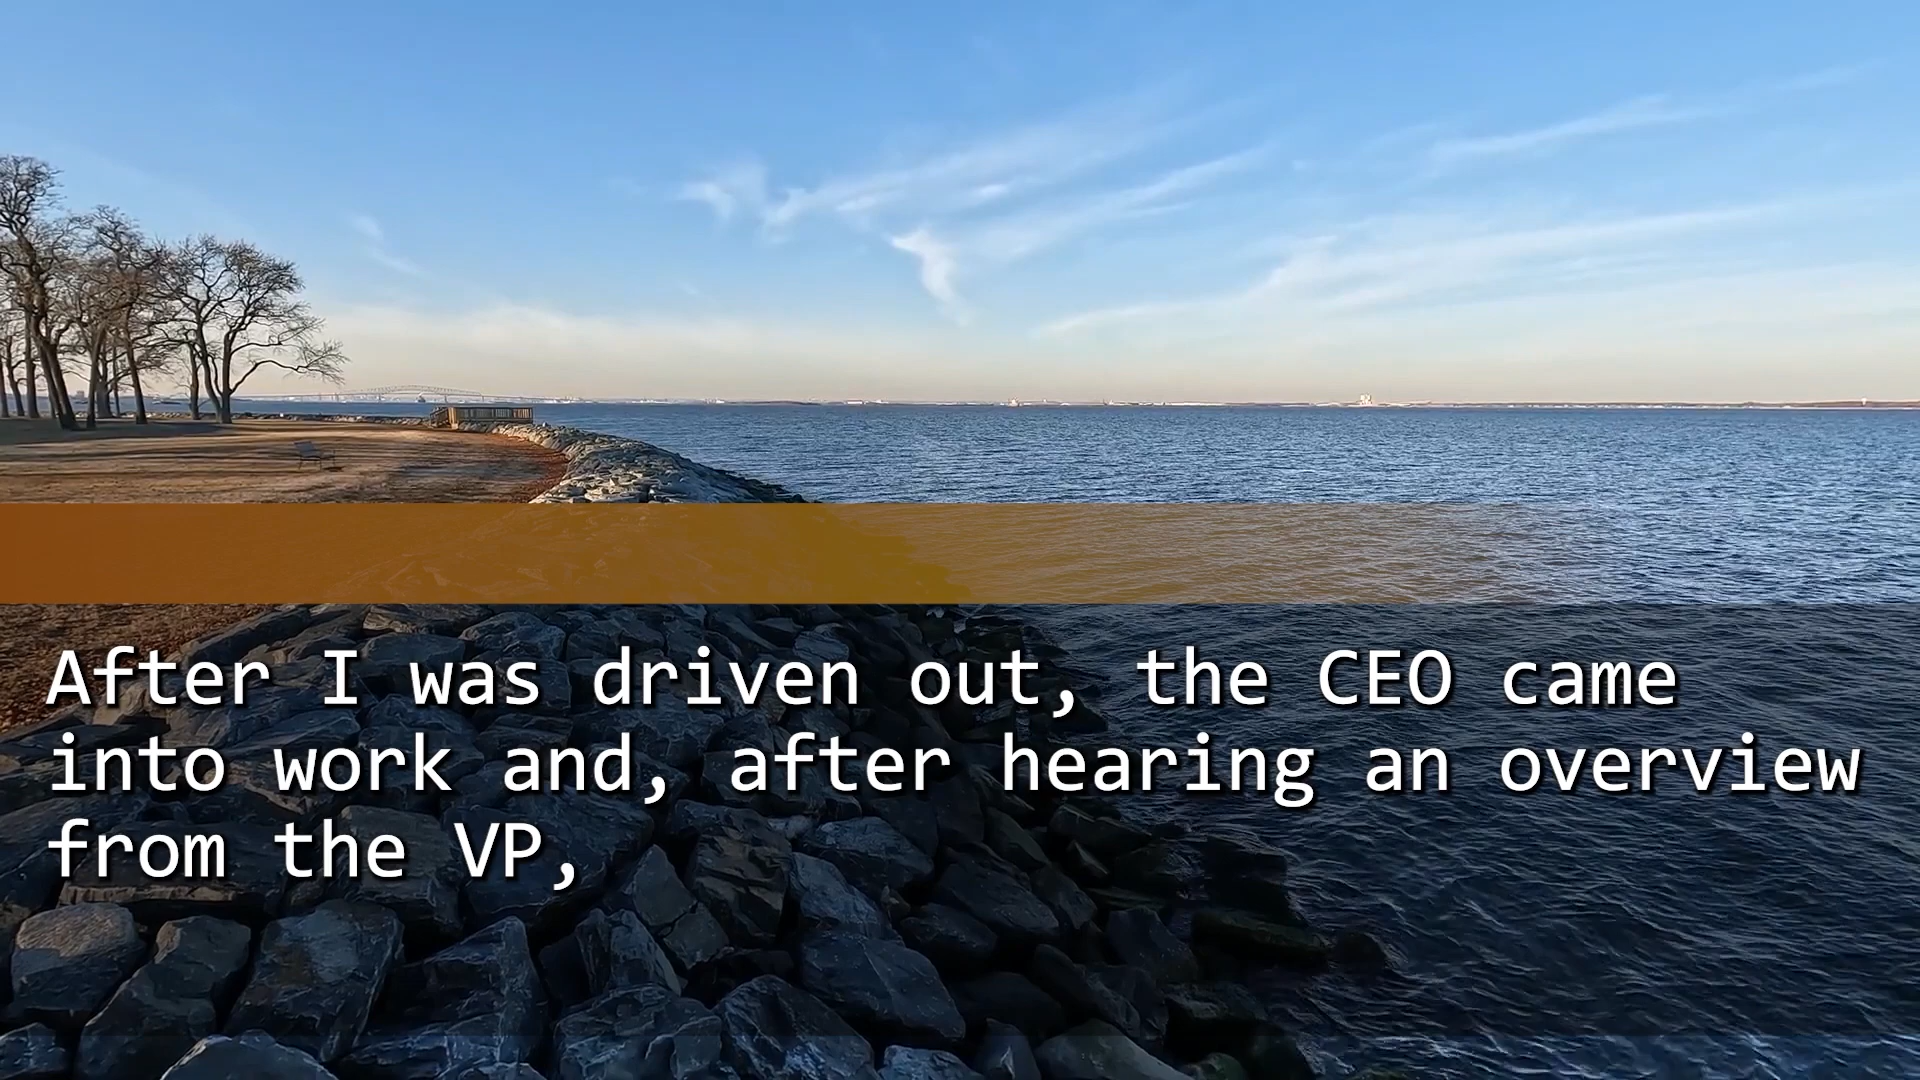 After I was driven out, the CEO came
into work and, after hearing an overview
from the VP,